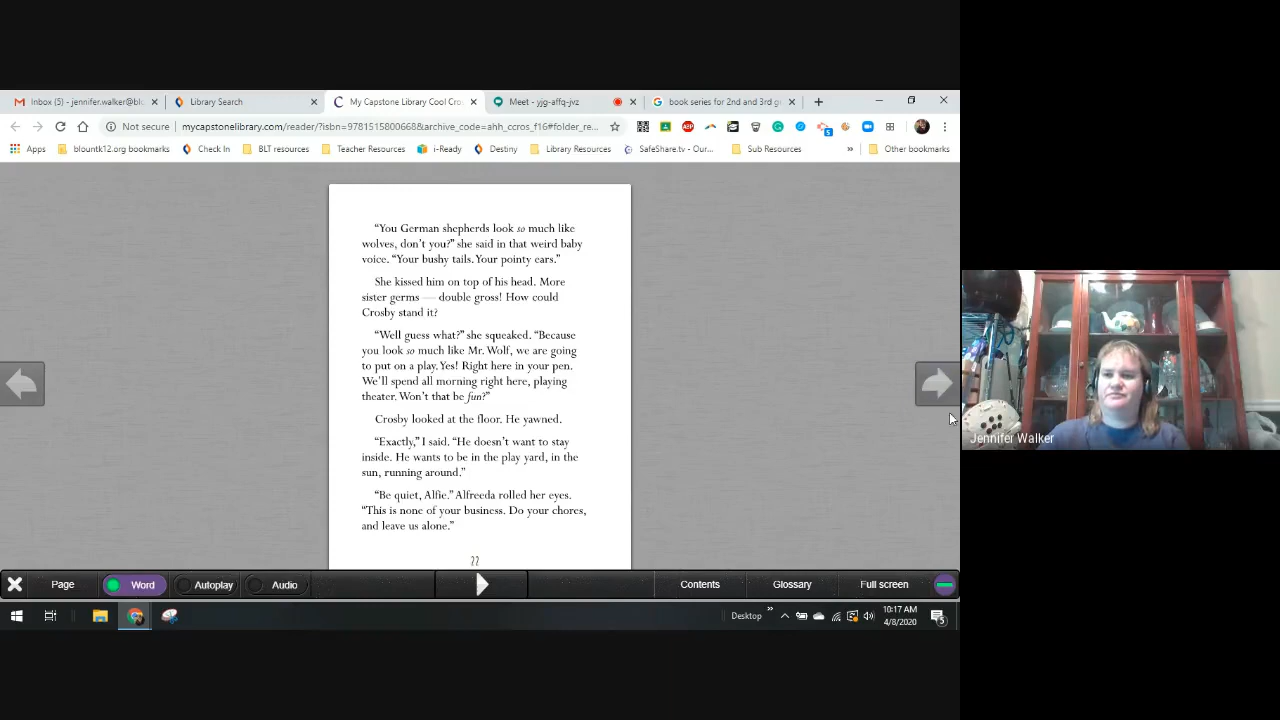 Inbox (5) - jennifer.walker@bl
Library Search
My Capstone Library Cool Cro
Meet - yjg-affq-jvz
book series for 2nd and 3rd g
Not secure
mycapstonelibrary.com/reader/?isbn=9781515800668&archive_code=ahh_ccros_f16#folder_re...
ABP
5
Apps
blountk12.org bookmarks
Check In
BLT resources
Teacher Resources
i-Ready
Destiny
Library Resources
SafeShare.tv - Our...
Sub Resources
»
Other bookmarks
“You German shepherds look so much like
wolves, don’t you?” she said in that weird baby
voice. “Your bushy tails. Your pointy ears.”
She kissed him on top of his head. More
sister germs — double gross! How could
Crosby stand it?
“Well guess what?” she squeaked. “Because
you look so much like Mr. Wolf, we are going
to put on a play. Yes! Right here in your pen.
We’ll spend all morning right here, playing
theater. Won’t that be fun?”
Crosby looked at the floor. He yawned.
“Exactly,” I said. “He doesn’t want to stay
inside. He wants to be in the play yard, in the
sun, running around.”
“Be quiet, Alfie.” Alfreeda rolled her eyes.
“This is none of your business. Do your chores,
and leave us alone.”
22
Jennifer Walker
Page
Word
Autoplay
Audio
Contents
Glossary
Full screen
Desktop
»
10:17 AM
4/8/2020
5